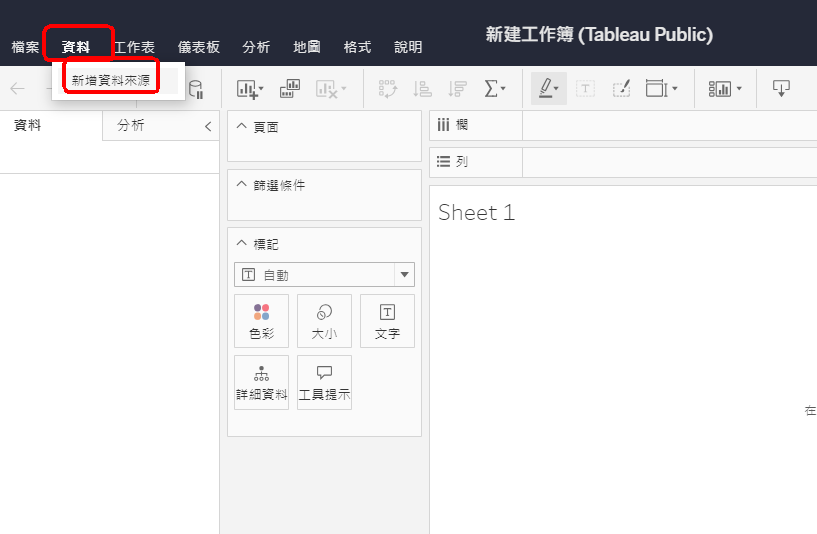 新建工作簿 (Tableau Public)
檔案 資料 工作表 儀表板 分析 地圖 格式 說明
新增資料來源
資料 分析
頁面
篩選條件
標記
自動
色彩 大小 文字
詳細資料 工具提示
欄
列
Sheet 1
在